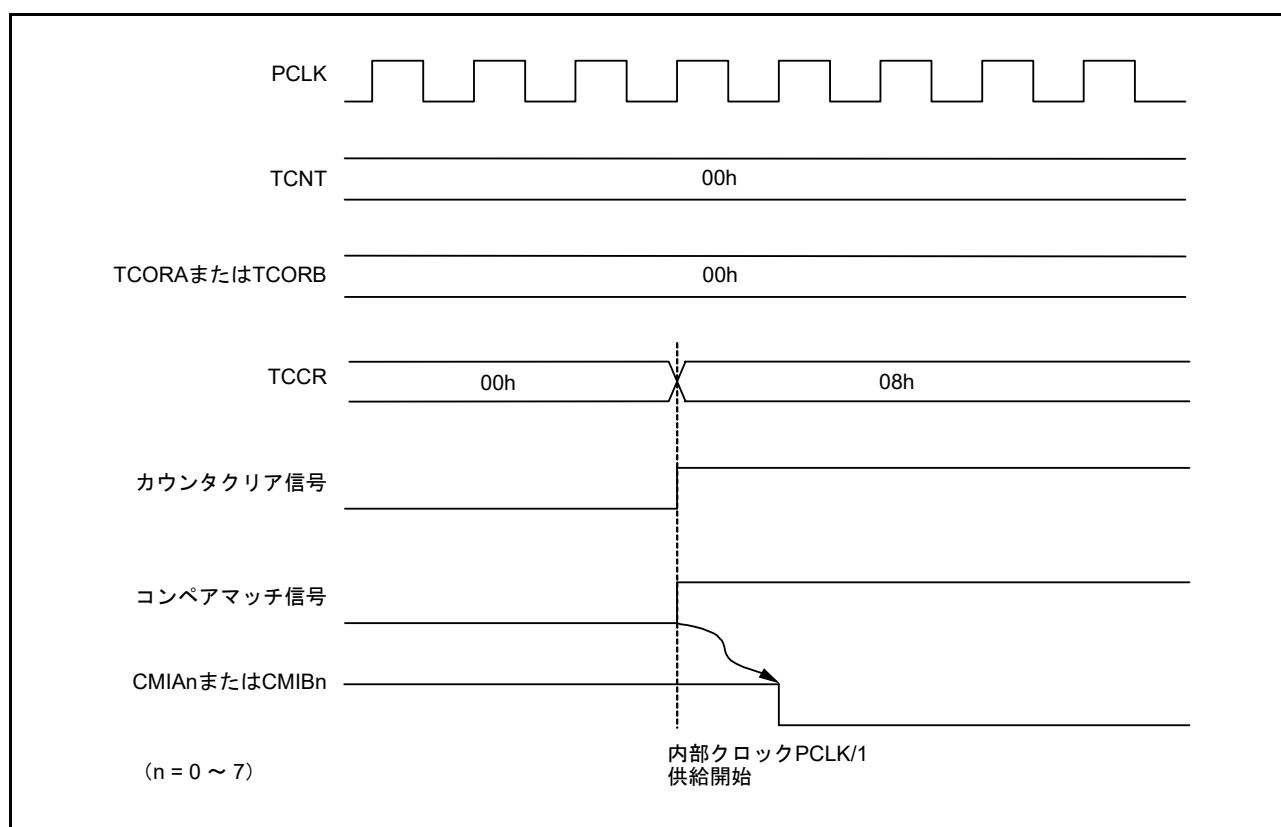 PCLK
TCNT
00h
TCORAまたはTCORB
00h
TCCR
00h
08h
カウンタクリア信号
コンペアマッチ信号
CMIAnまたはCMIBn
内部クロックPCLK/1
供給開始
（n = 0 ～ 7）